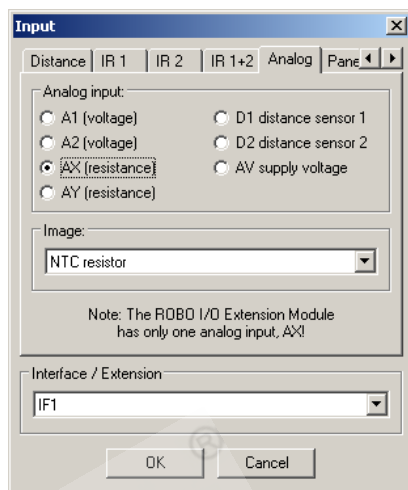 Input
Distance IR 1 IR 2 IR 1+2 Analog Pane
Analog input:
A1 (voltage) D1 distance sensor 1
A2 (voltage) D2 distance sensor 2
AX (resistance) AV supply voltage
AY (resistance)
Image:
NTC resistor
Note: The ROBO I/O Extension Module
has only one analog input, AX!
Interface / Extension
IF1
OK Cancel